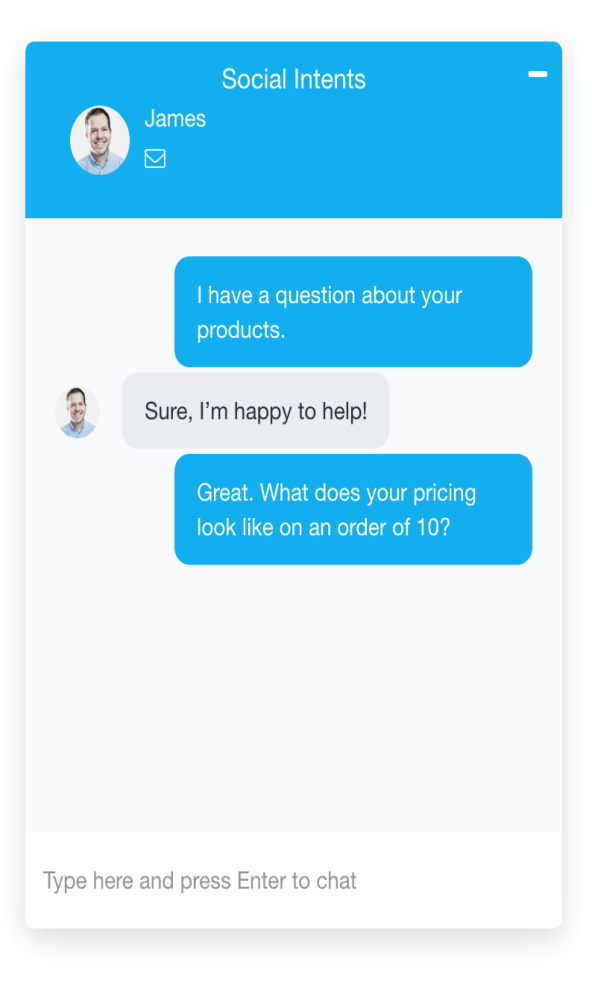 Social Intents
James
I have a question about your
products.
Sure, I’m happy to help!
Great. What does your pricing
look like on an order of 10?
Type here and press Enter to chat